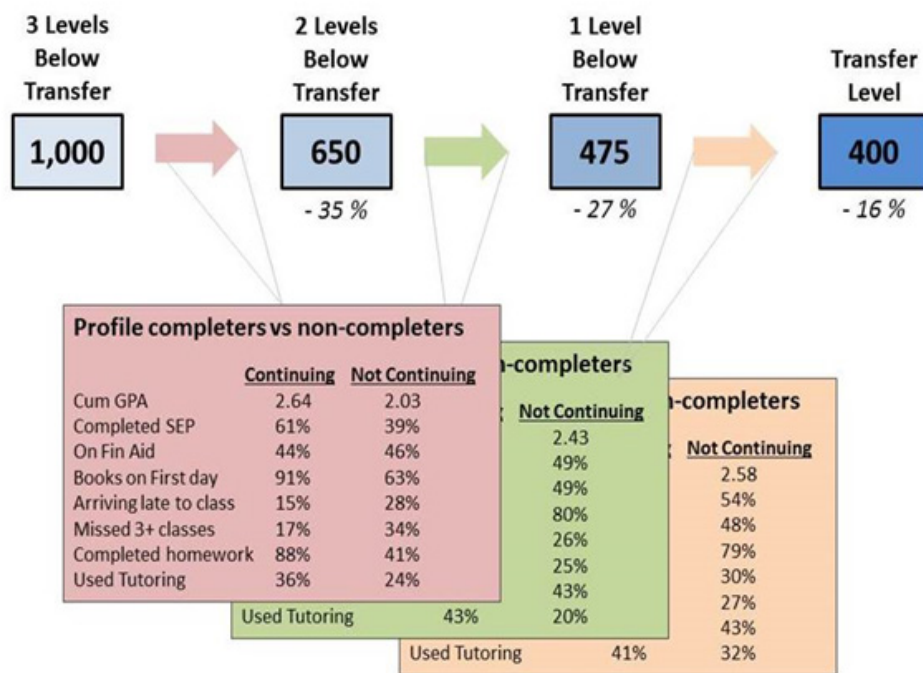 3 Levels
Below
Transfer
2 Levels
Below
Transfer
1 Level
Below
Transfer
Transfer
Level
1,000
650
475
400
- 35 %
- 27 %
- 16 %
Profile completers vs non-completers
Continuing Not Continuing
Cum GPA 2.64 2.03
Completed SEP 61% 39%
On Fin Aid 44% 46%
Books on First day 91% 63%
Arriving late to class 15% 28%
Missed 3+ classes 17% 34%
Completed homework 88% 41%
Used Tutoring 36% 24%
n-completers
g Not Continuing
2.43
49%
49%
80%
26%
25%
43%
Used Tutoring 43% 20%
n-completers
g Not Continuing
2.58
54%
48%
79%
30%
27%
43%
Used Tutoring 41% 32%